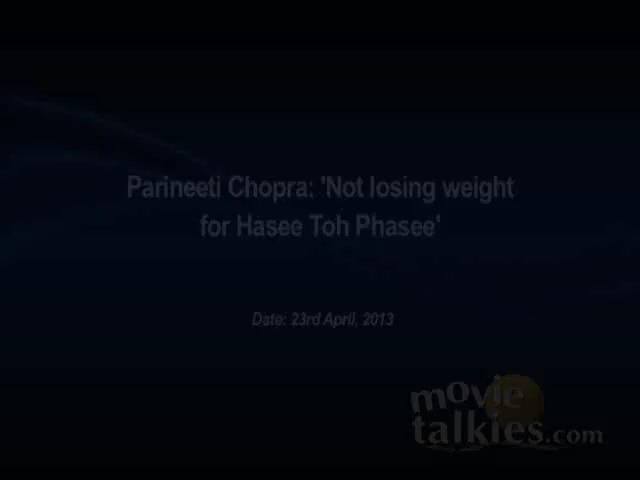 Parineeti Chopra: 'Not losing weight
for Hasee Toh Phasee'
Date: 23rd April, 2013
movie
talkies.com